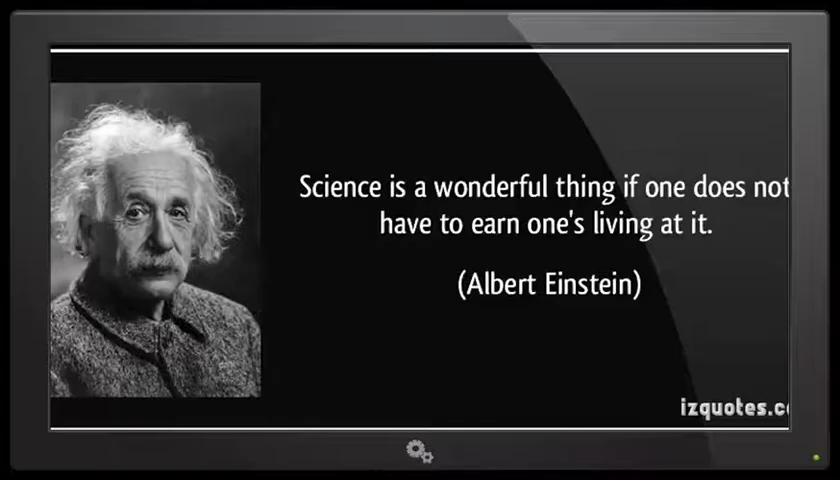 Science is a wonderful thing if one does not
have to earn one's living at it.
(Albert Einstein)
izquotes.c